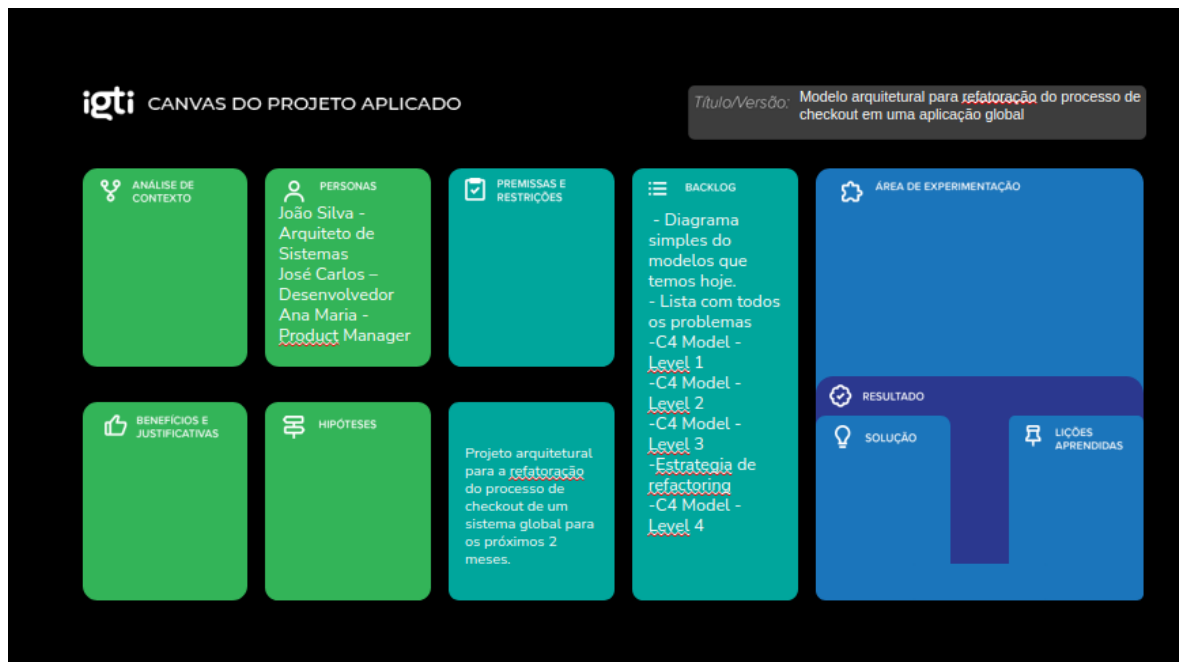 igti CANVAS DO PROJETO APLICADO
Título/Versão:
Modelo arquitetural para refatoração do processo de
checkout em uma aplicação global
ANÁLISE DE
CONTEXTO
PERSONAS
João Silva -
Arquiteto de
Sistemas
José Carlos –
Desenvolvedor
Ana Maria -
Product Manager
PREMISSAS E
RESTRIÇÕES
BACKLOG
- Diagrama
simples do
modelos que
temos hoje.
- Lista com todos
os problemas
-C4 Model -
Level 1
-C4 Model -
Level 2
-C4 Model -
Level 3
-Estrategia de
refactoring
-C4 Model -
Level 4
ÁREA DE EXPERIMENTAÇÃO
BENEFÍCIOS E
JUSTIFICATIVAS
HIPÓTESES
Projeto arquitetural
para a refatoração
do processo de
checkout de um
sistema global para
os próximos 2
meses.
RESULTADO
SOLUÇÃO
LIÇÕES
APRENDIDAS